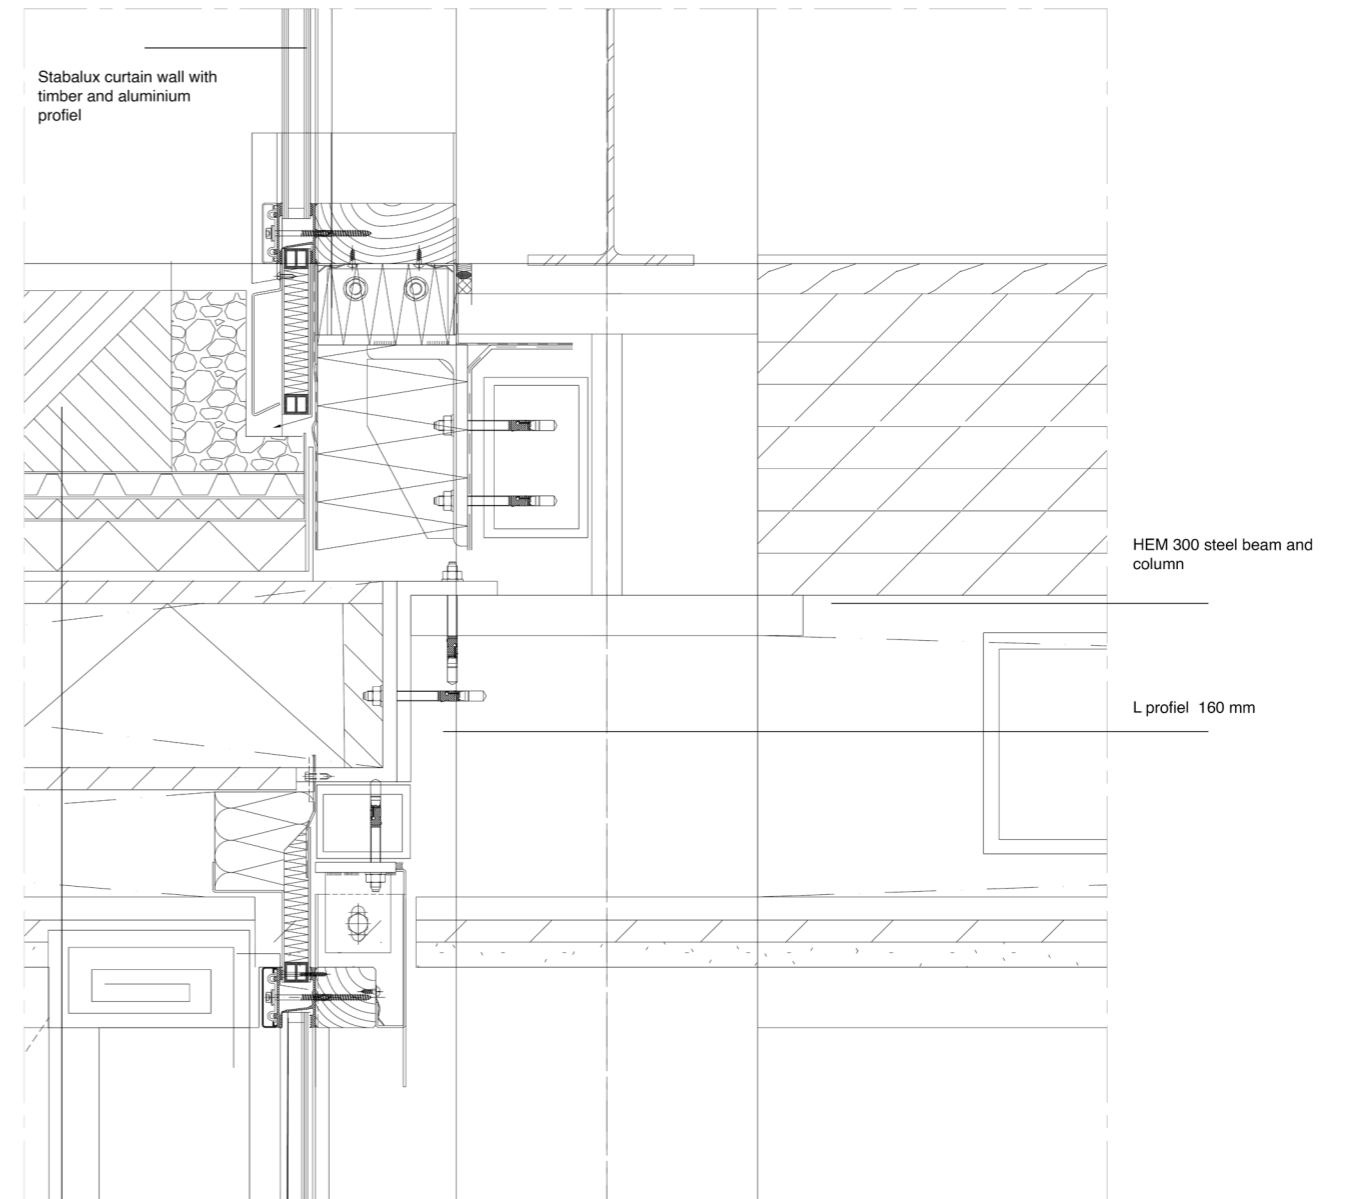 Stabalux curtain wall with
timber and aluminium
profiel
HEM 300 steel beam and
column
L profiel  160 mm